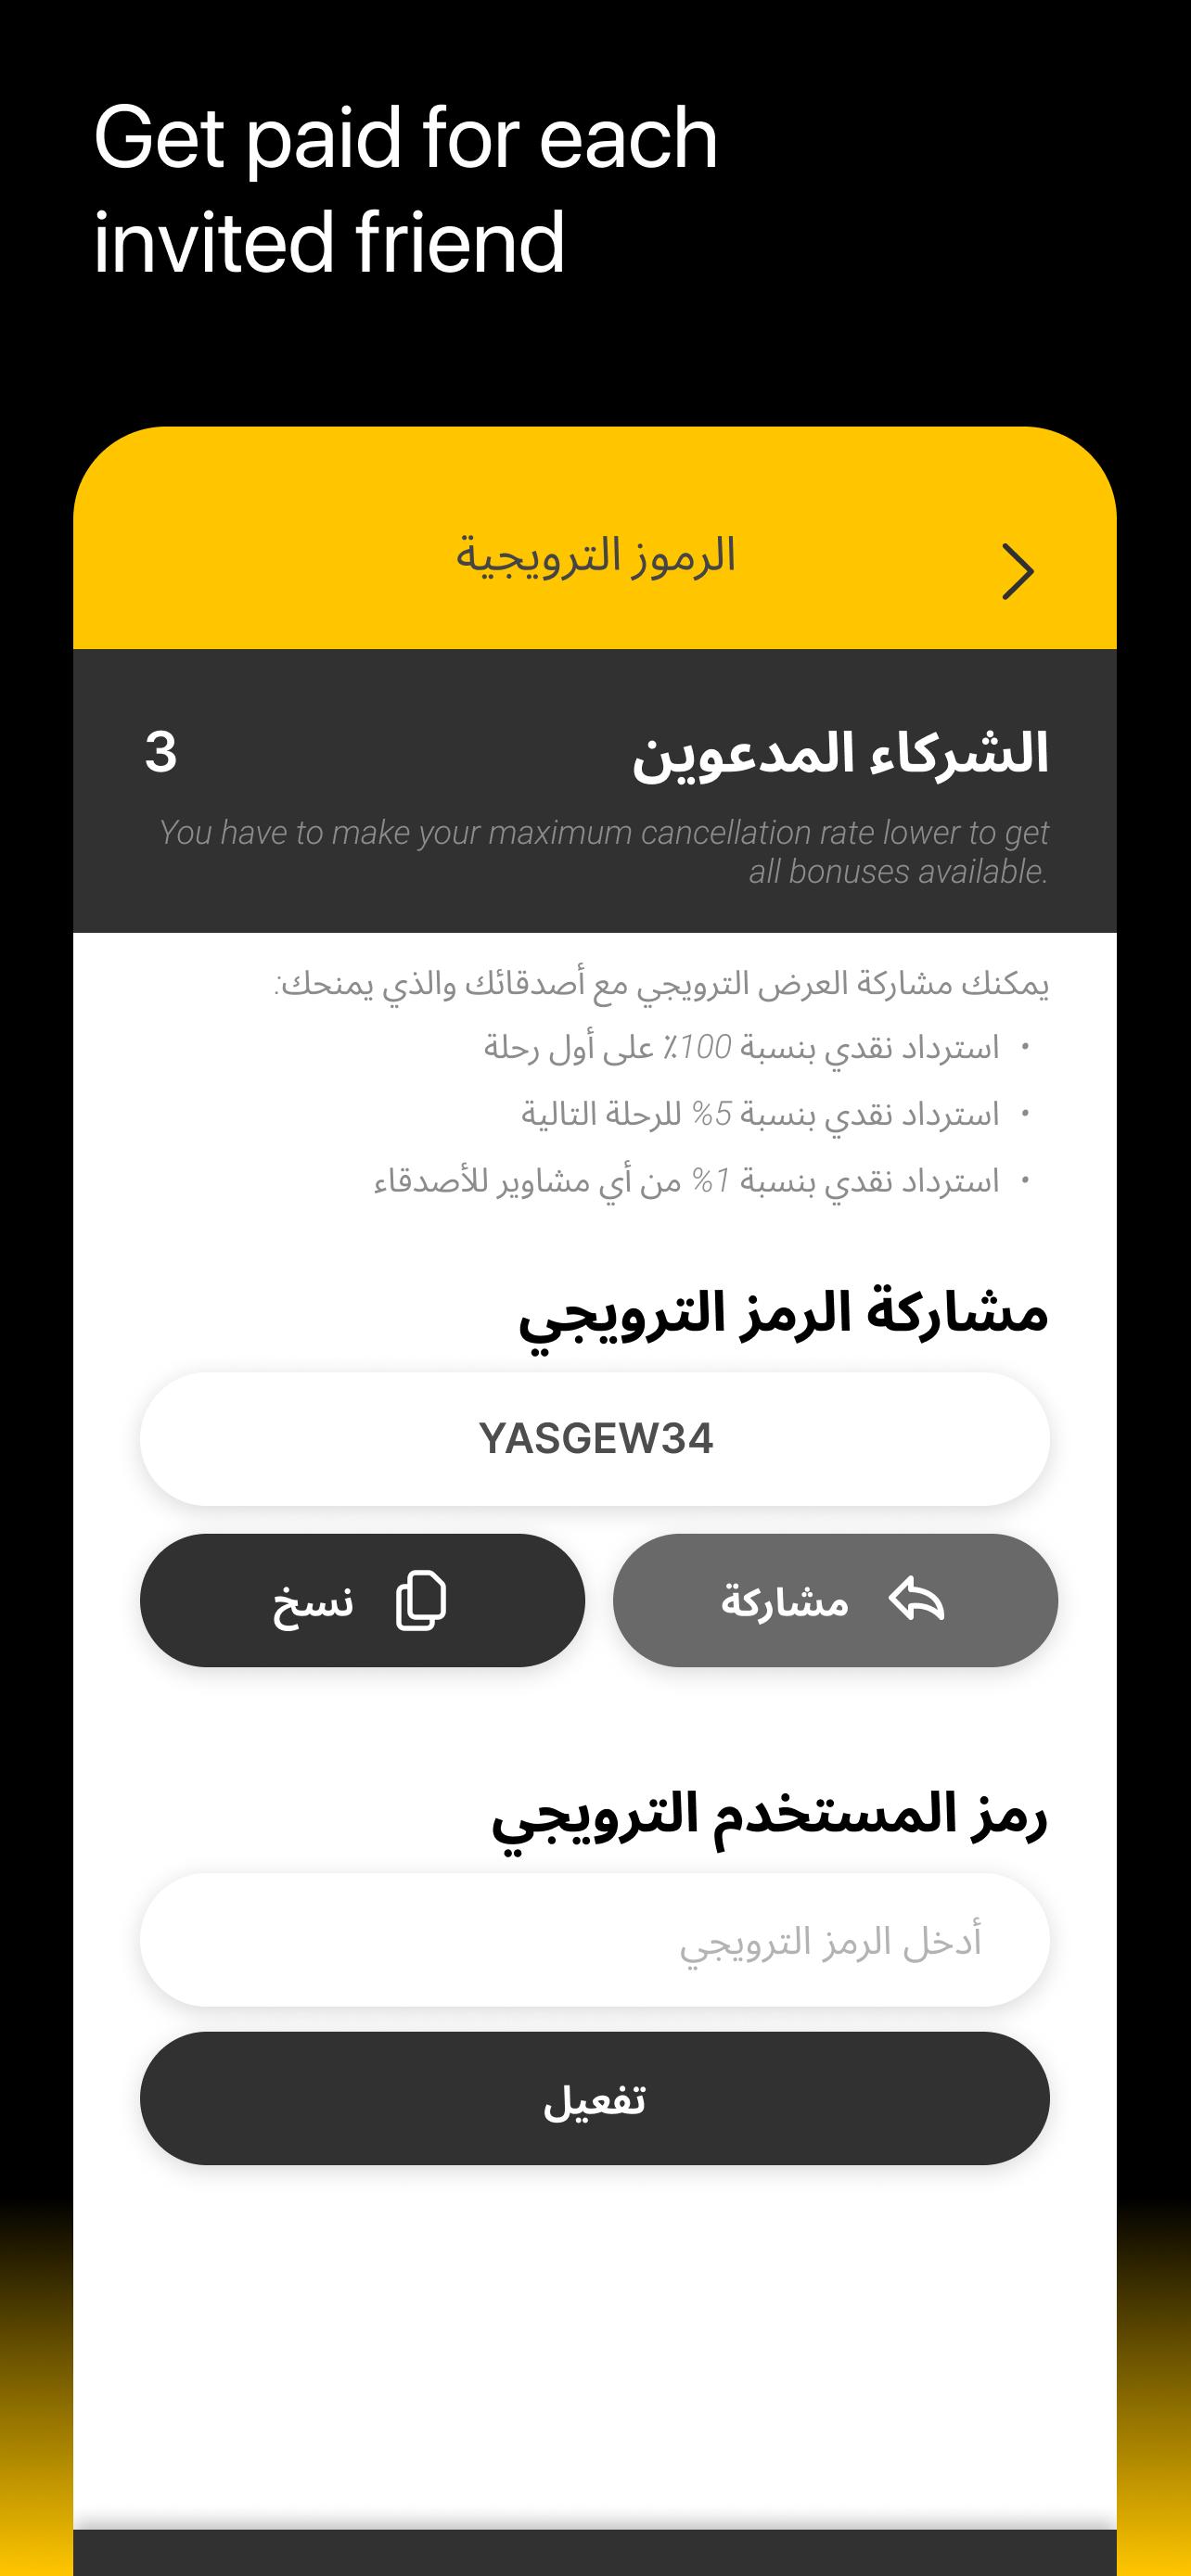 Get paid for each
invited friend
الرموز الترويجية
الشركاء المدعوين 3
You have to make your maximum cancellation rate lower to get
all bonuses available.
يمكنك مشاركة العرض الترويجي مع أصدقائك والذي يمنحك:
• استرداد نقدي بنسبة 100٪ على أول رحلة
• استرداد نقدي بنسبة 5% للرحلة التالية
• استرداد نقدي بنسبة 1% من أي مشاوير للأصدقاء
مشاركة الرمز الترويجي
YASGEW34
مشاركة نسخ
رمز المستخدم الترويجي
أدخل الرمز الترويجي
تفعيل